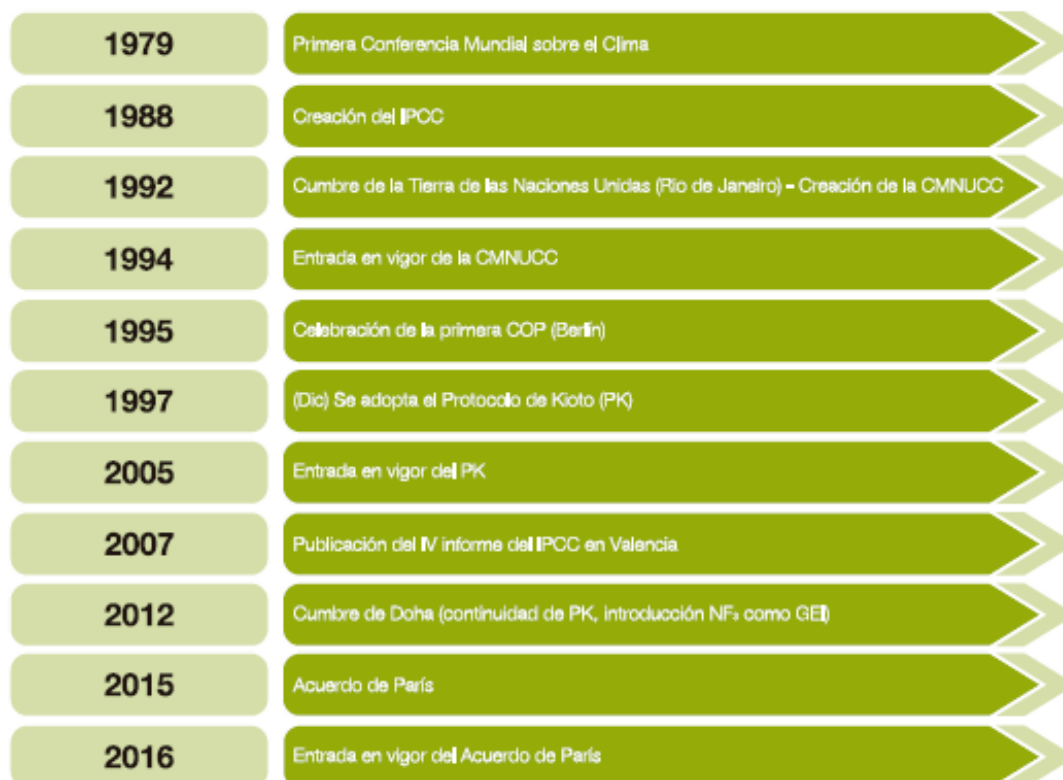 1979
Primera Conferencia Mundial sobre el Clima
1988
Creación del IPCC
1992
Cumbre de la Tierra de las Naciones Unidas (Rio de Janeiro) - Creación de la CMNUCC
1994
Entrada en vigor de la CMNUCC
1995
Celebración de la primera COP (Berlín)
1997
(Dic) Se adopta el Protocolo de Kioto (PK)
2005
Entrada en vigor del PK
2007
Publicación del IV informe del IPCC en Valencia
2012
Cumbre de Doha (continuidad de PK, introducción NF₃ como GEI)
2015
Acuerdo de París
2016
Entrada en vigor del Acuerdo de París